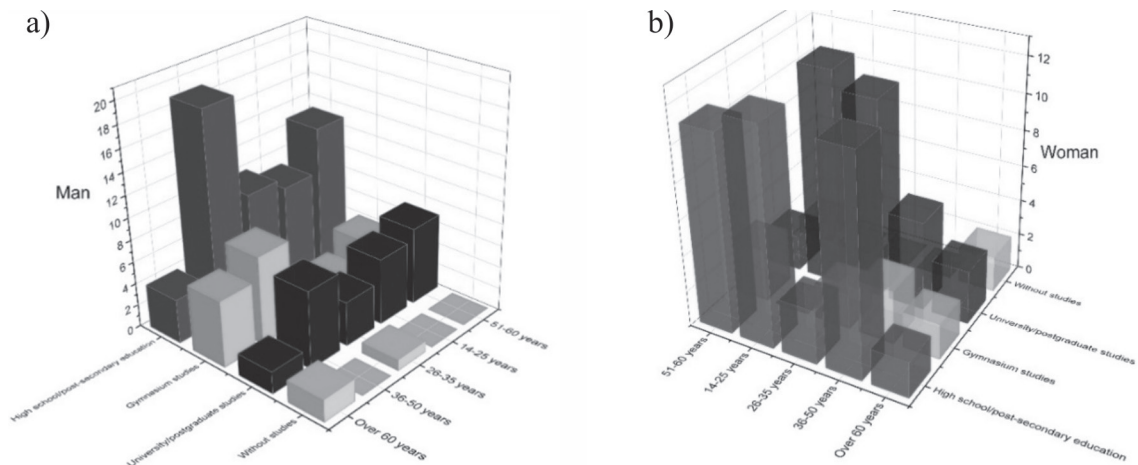 a)
20
18
16
14
12
10
8
6
4
2
0
Man
High school/post-secondary education
Gymnasium studies
University/postgraduate studies
Without studies
51-60 years
14-25 years
26-35 years
36-50 years
Over 60 years
b)
12
10
8
6
4
2
0
Woman
Without studies
University/postgraduate studies
Gymnasium studies
High school/post-secondary education
51-60 years
14-25 years
26-35 years
36-50 years
Over 60 years